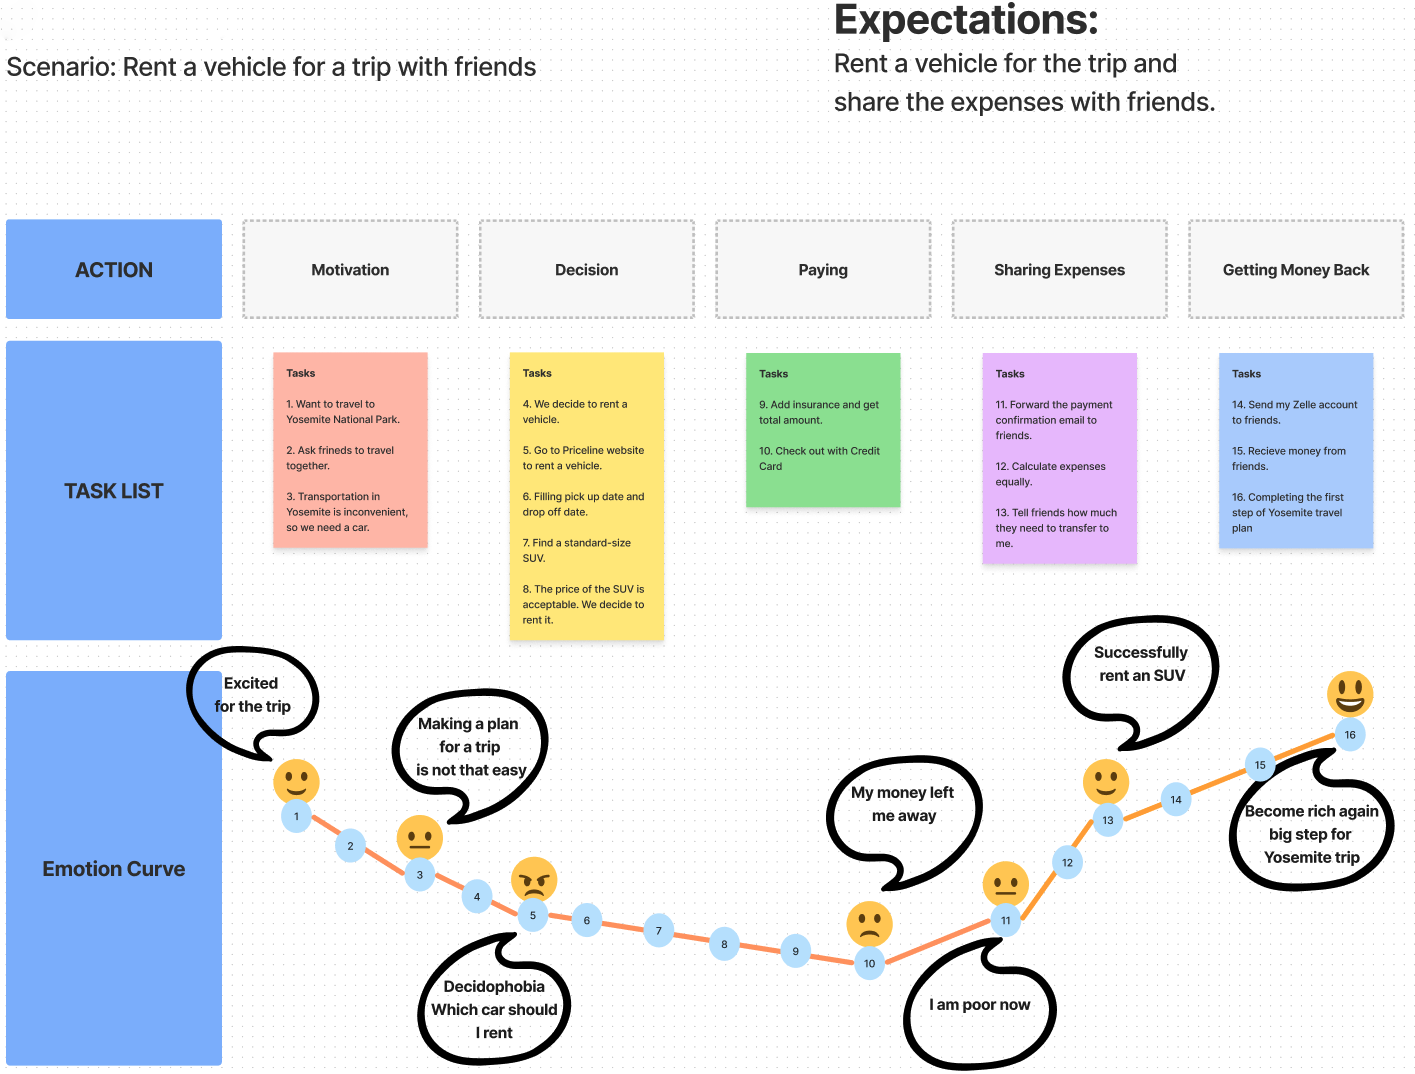 Scenario: Rent a vehicle for a trip with friends
Expectations:
Rent a vehicle for the trip and
share the expenses with friends.
ACTION
Motivation
Decision
Paying
Sharing Expenses
Getting Money Back
TASK LIST
Tasks
1. Want to travel to
Yosemite National Park.
2. Ask frineds to travel
together.
3. Transportation in
Yosemite is inconvenient,
so we need a car.
Tasks
4. We decide to rent a
vehicle.
5. Go to Priceline website
to rent a vehicle.
6. Filling pick up date and
drop off date.
7. Find a standard-size
SUV.
8. The price of the SUV is
acceptable. We decide to
rent it.
Tasks
9. Add insurance and get
total amount.
10. Check out with Credit
Card
Tasks
11. Forward the payment
confirmation email to
friends.
12. Calculate expenses
equally.
13. Tell friends how much
they need to transfer to
me.
Tasks
14. Send my Zelle account
to friends.
15. Recieve money from
friends.
16. Completing the first
step of Yosemite travel
plan
Emotion Curve
Excited
for the trip
Making a plan
for a trip
is not that easy
Decidophobia
Which car should
I rent
My money left
me away
I am poor now
Successfully
rent an SUV
Become rich again
big step for
Yosemite trip
1
2
3
4
5
6
7
8
9
10
11
12
13
14
15
16